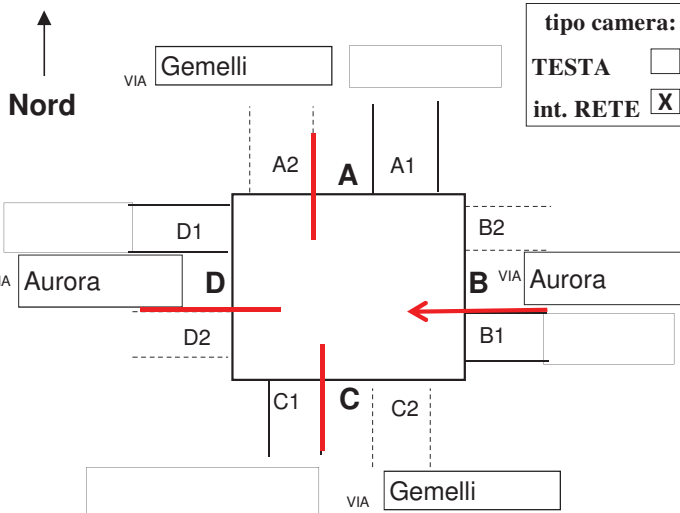 tipo camera:
VIA Gemelli
TESTA
Nord
int. RETE X
A2 A A1
D1 B2
VIA Aurora D B VIA Aurora
D2 B1
C1 C C2
VIA Gemelli